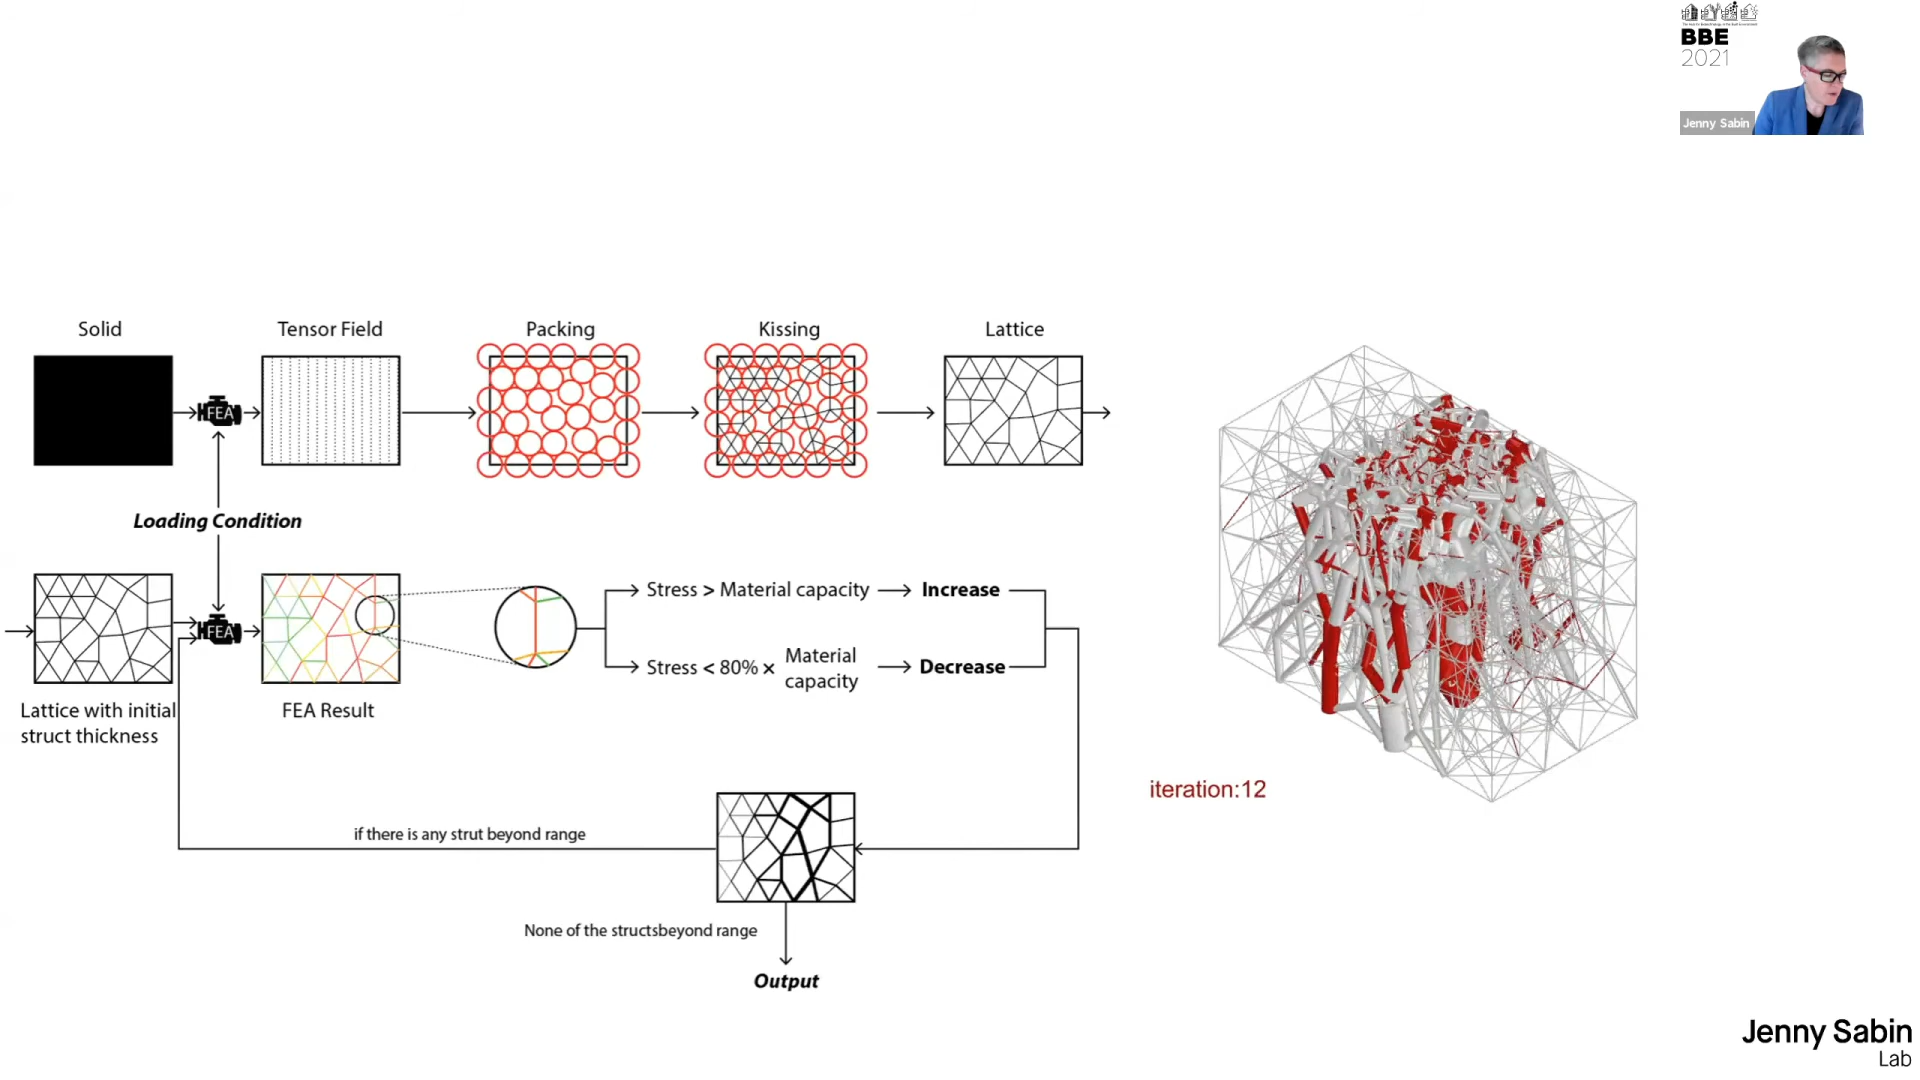 BBE
2021
Jenny Sabin
Solid
Tensor Field
Packing
Kissing
Lattice
FEA
Loading Condition
FEA
Stress > Material capacity
Increase
Stress < 80% ×
Material
capacity
Decrease
Lattice with initial
struct thickness
FEA Result
iteration:12
if there is any strut beyond range
None of the structsbeyond range
Output
Jenny Sabin
Lab